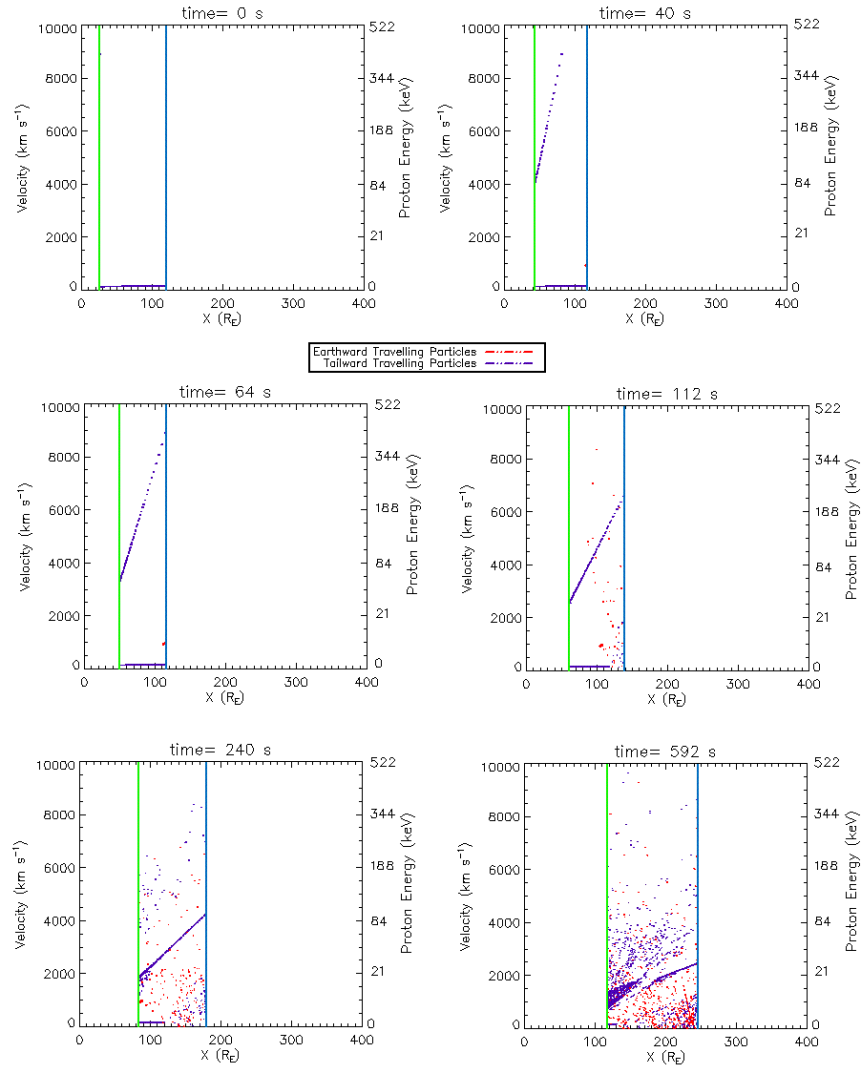 time= 0 s
10000
8000
6000
4000
2000
0
Velocity (km s⁻¹)
522
344
188
84
21
0
Proton Energy (keV)
0 100 200 300 400
X (R_E)
time= 40 s
10000
8000
6000
4000
2000
0
Velocity (km s⁻¹)
522
344
188
84
21
0
Proton Energy (keV)
0 100 200 300 400
X (R_E)
Earthward Travelling Particles
Tailward Travelling Particles
time= 64 s
10000
8000
6000
4000
2000
0
Velocity (km s⁻¹)
522
344
188
84
21
0
Proton Energy (keV)
0 100 200 300 400
X (R_E)
time= 112 s
10000
8000
6000
4000
2000
0
Velocity (km s⁻¹)
522
344
188
84
21
0
Proton Energy (keV)
0 100 200 300 400
X (R_E)
time= 240 s
10000
8000
6000
4000
2000
0
Velocity (km s⁻¹)
522
344
188
84
21
0
Proton Energy (keV)
0 100 200 300 400
X (R_E)
time= 592 s
10000
8000
6000
4000
2000
0
Velocity (km s⁻¹)
522
344
188
84
21
0
Proton Energy (keV)
0 100 200 300 400
X (R_E)